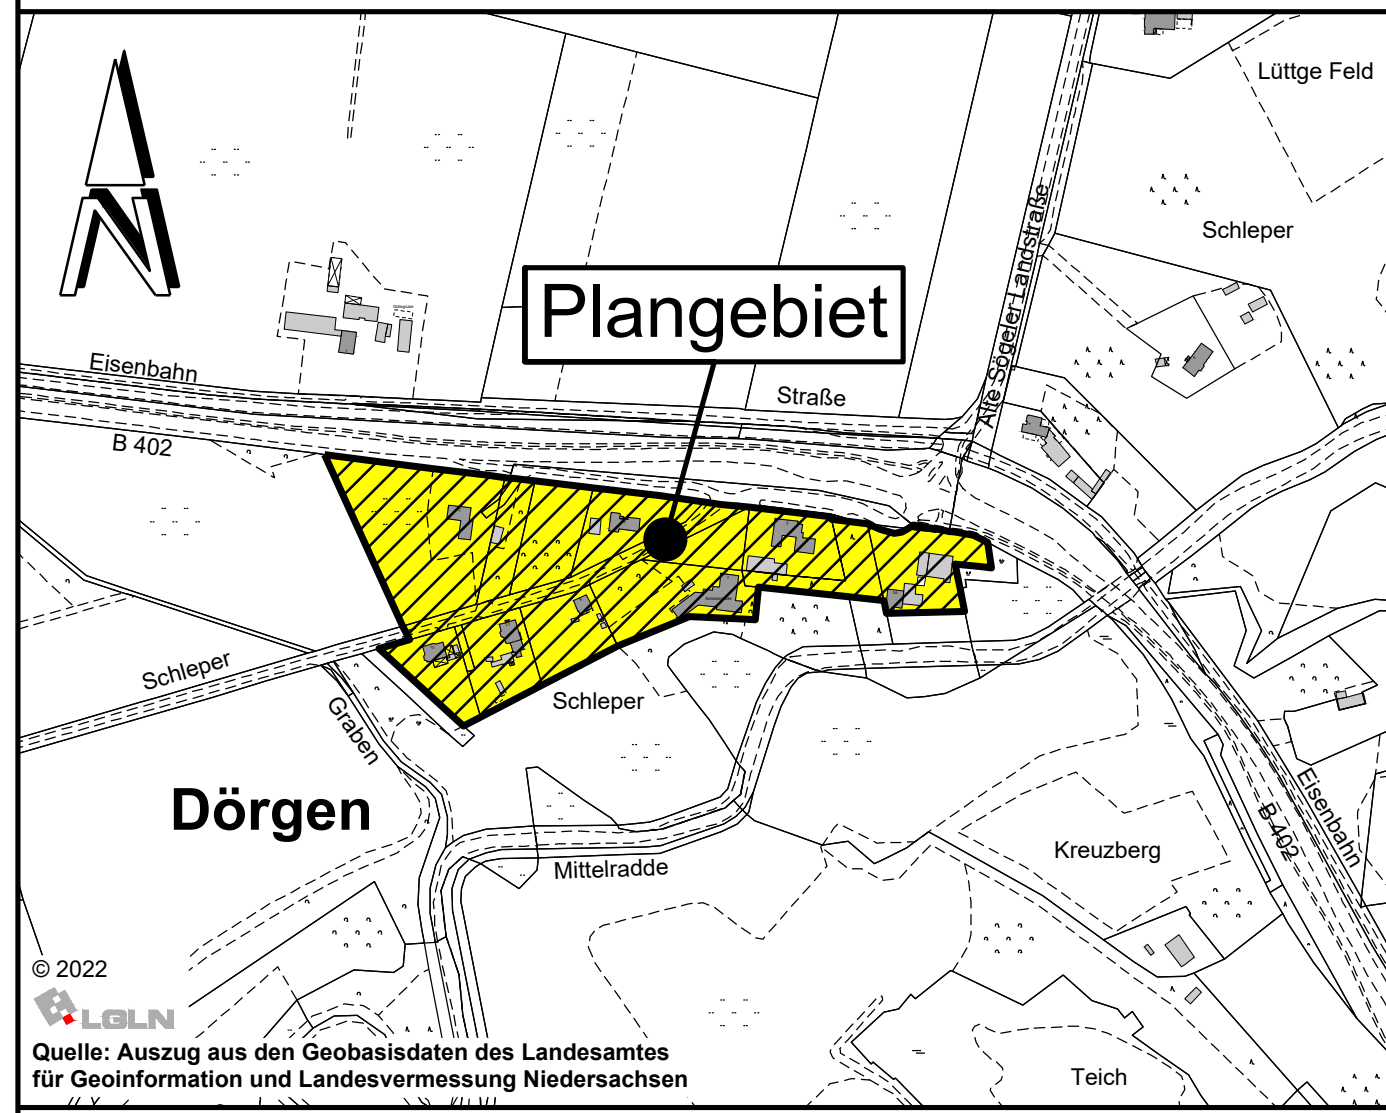 N
Lüttge Feld
Schleper
Alte Sögeler Landstraße
Plangebiet
Eisenbahn
Straße
B 402
Schleper
Graben
Schleper
Dörgen
Mittelradde
Kreuzberg
Eisenbahn
B 402
Teich
© 2022
LGLN
Quelle: Auszug aus den Geobasisdaten des Landesamtes
für Geoinformation und Landesvermessung Niedersachsen